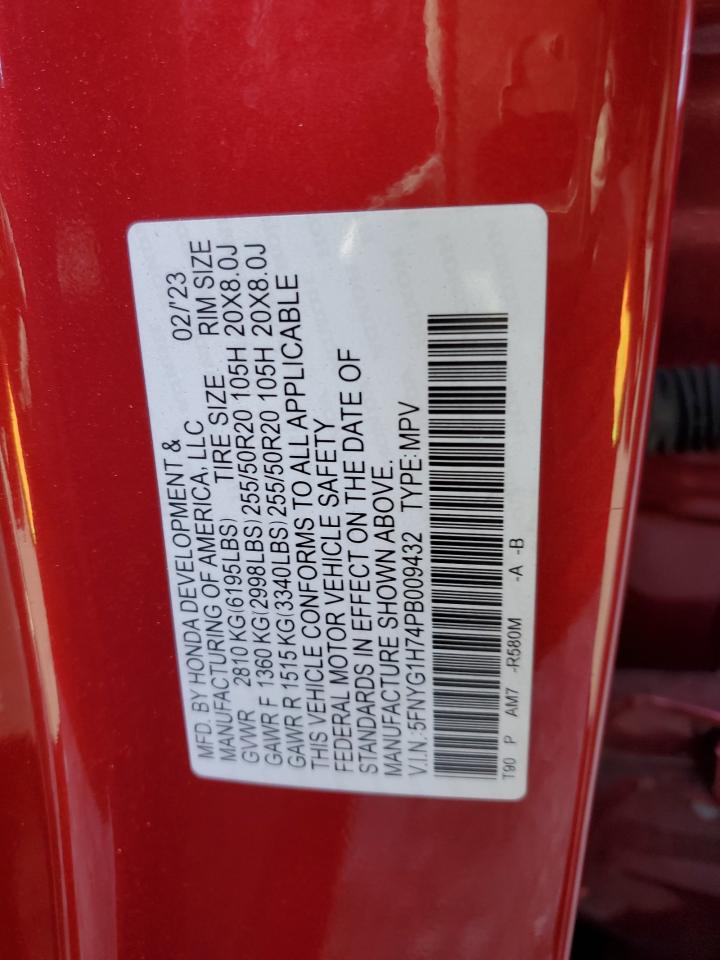 MFD. BY HONDA DEVELOPMENT & 02/'23
MANUFACTURING OF AMERICA, LLC
TIRE SIZE RIM SIZE
GVWR 2810 KG(6195LBS)
GAWR F 1360 KG(2998LBS) 255/50R20 105H 20X8.0J
GAWR R 1515 KG(3340LBS) 255/50R20 105H 20X8.0J
THIS VEHICLE CONFORMS TO ALL APPLICABLE
FEDERAL MOTOR VEHICLE SAFETY
STANDARDS IN EFFECT ON THE DATE OF
MANUFACTURE SHOWN ABOVE.
V.I.N.:5FNYG1H74PB009432 TYPE:MPV
T90 P AM7 -R580M -A -B